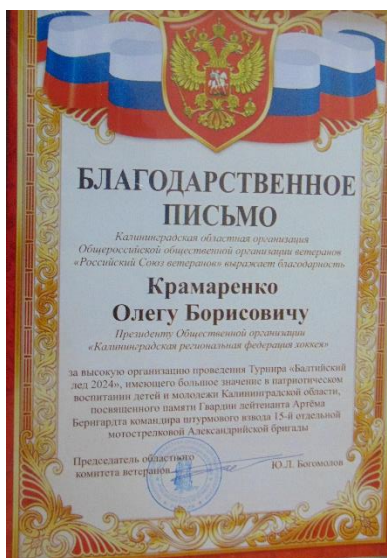 БЛАГОДАРСТВЕННОЕ
ПИСЬМО
Калининградская областная организация
Общероссийской общественной организации ветеранов
«Российский Союз ветеранов» выражает благодарность
Крамаренко
Олегу Борисовичу
Президенту Общественной организации
«Калининградская региональная федерация хоккея»
за высокую организацию проведения Турнира «Балтийский
лед 2024», имеющего большое значение в патриотическом
воспитании детей и молодежи Калининградской области,
посвященного памяти Гвардии лейтенанта Артёма
Бернгардта командира штурмового взвода 15-й отдельной
мотострелковой Александрийской бригады
Председатель областного
комитета ветеранов
Ю.Л. Богомолов